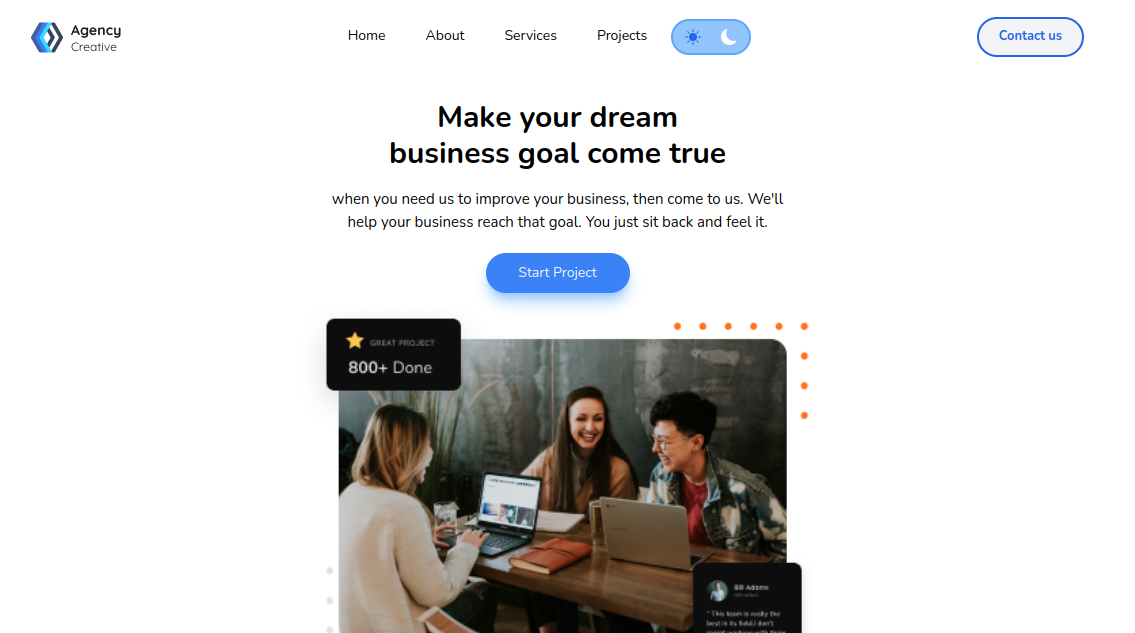 Agency
Creative
Home
About
Services
Projects
Contact us
Make your dream
business goal come true
when you need us to improve your business, then come to us. We'll
help your business reach that goal. You just sit back and feel it.
Start Project
GREAT PROJECT
800+ Done
Bill Adams
" This team is really the
best in its field,I don't